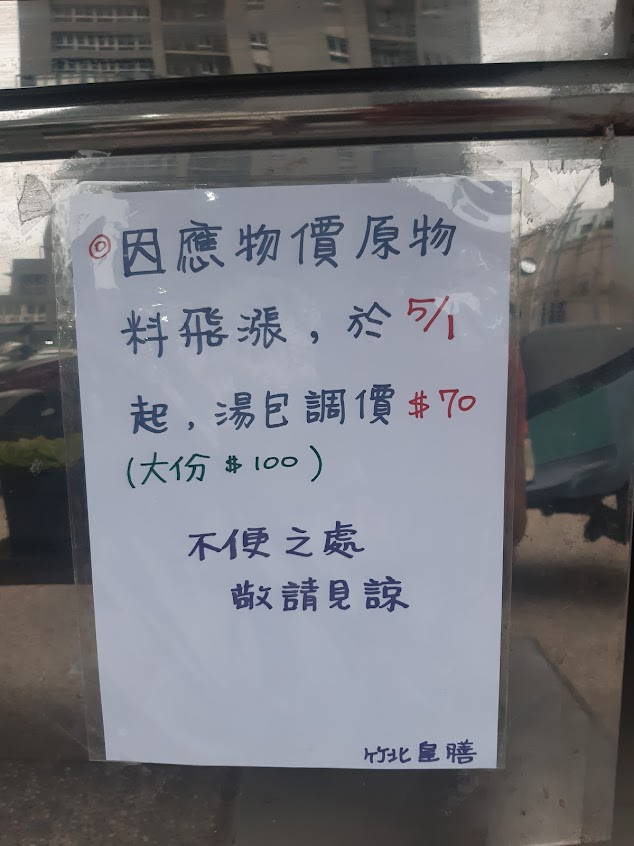 ◎因應物價原物
料飛漲，於5/1
起，湯包調價$70
(大份$100)
不便之處
敬請見諒
竹北皇膳